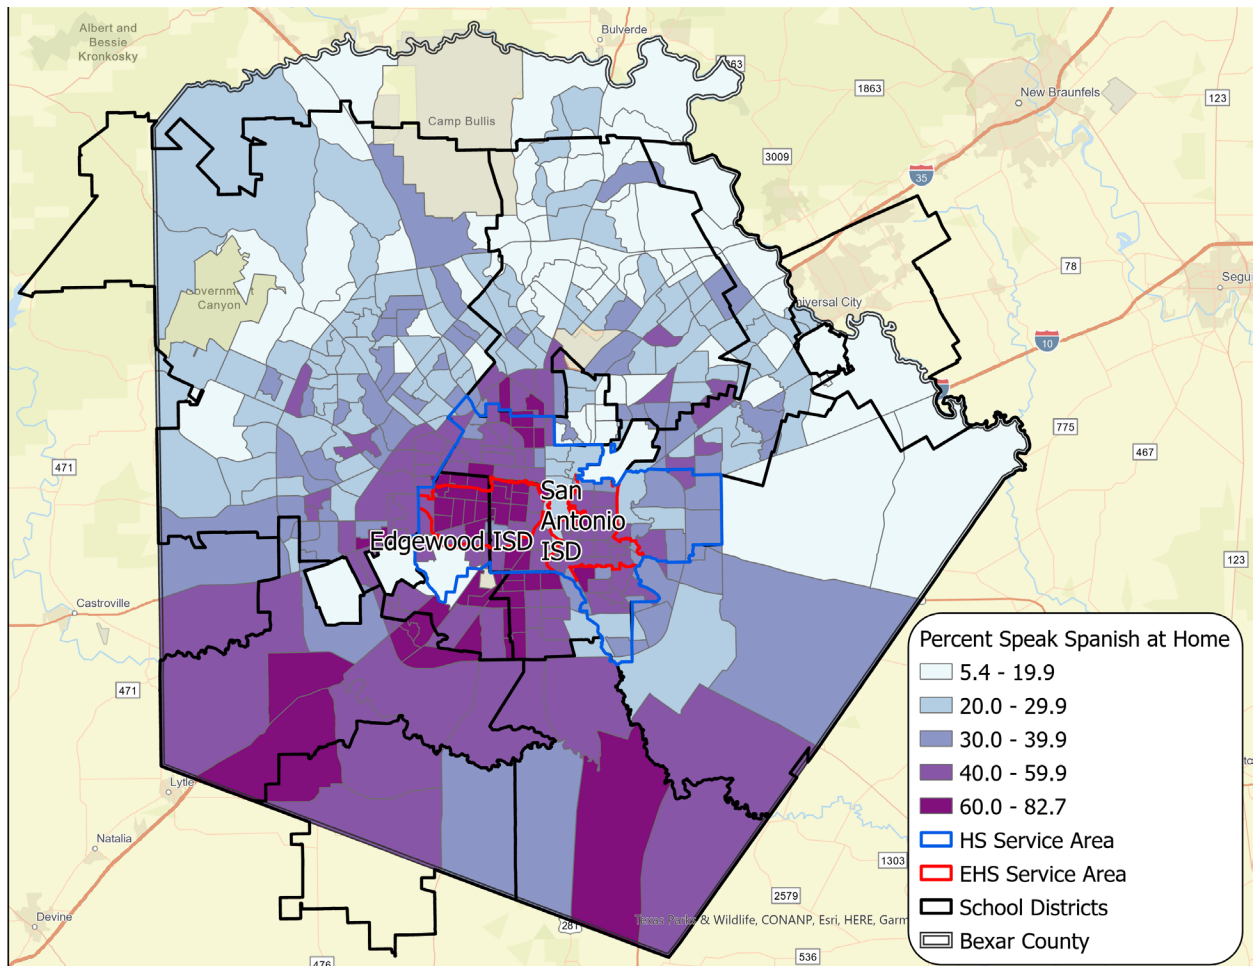 Albert and
Bessie
Kronkosky
Bulverde
Camp Bullis
1863
New Braunfels
123
3009
35
78
Seguin
Canyon
Universal City
10
471
775
467
San
Antonio
ISD
Edgewood ISD
123
Castroville
471
Lytle
Natalia
Devine
476
281
1303
2579
536
Texas Parks & Wildlife, CONANP, Esri, HERE, Garm
Percent Speak Spanish at Home
5.4 - 19.9
20.0 - 29.9
30.0 - 39.9
40.0 - 59.9
60.0 - 82.7
HS Service Area
EHS Service Area
School Districts
Bexar County